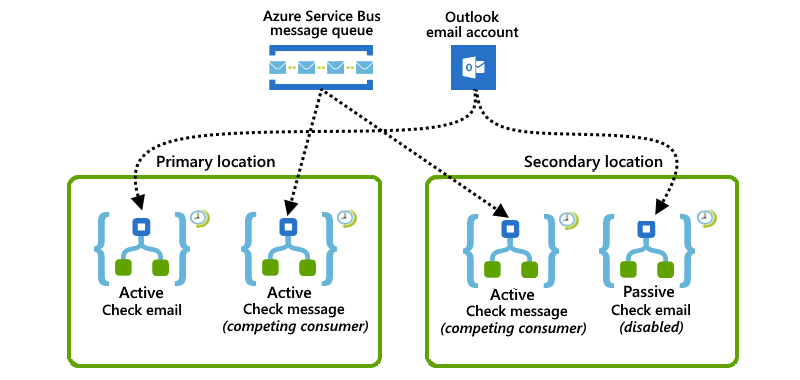 Azure Service Bus
message queue
Outlook
email account
O
Primary location
Secondary location
Active
Check email
Active
Check message
(competing consumer)
Active
Check message
(competing consumer)
Passive
Check email
(disabled)